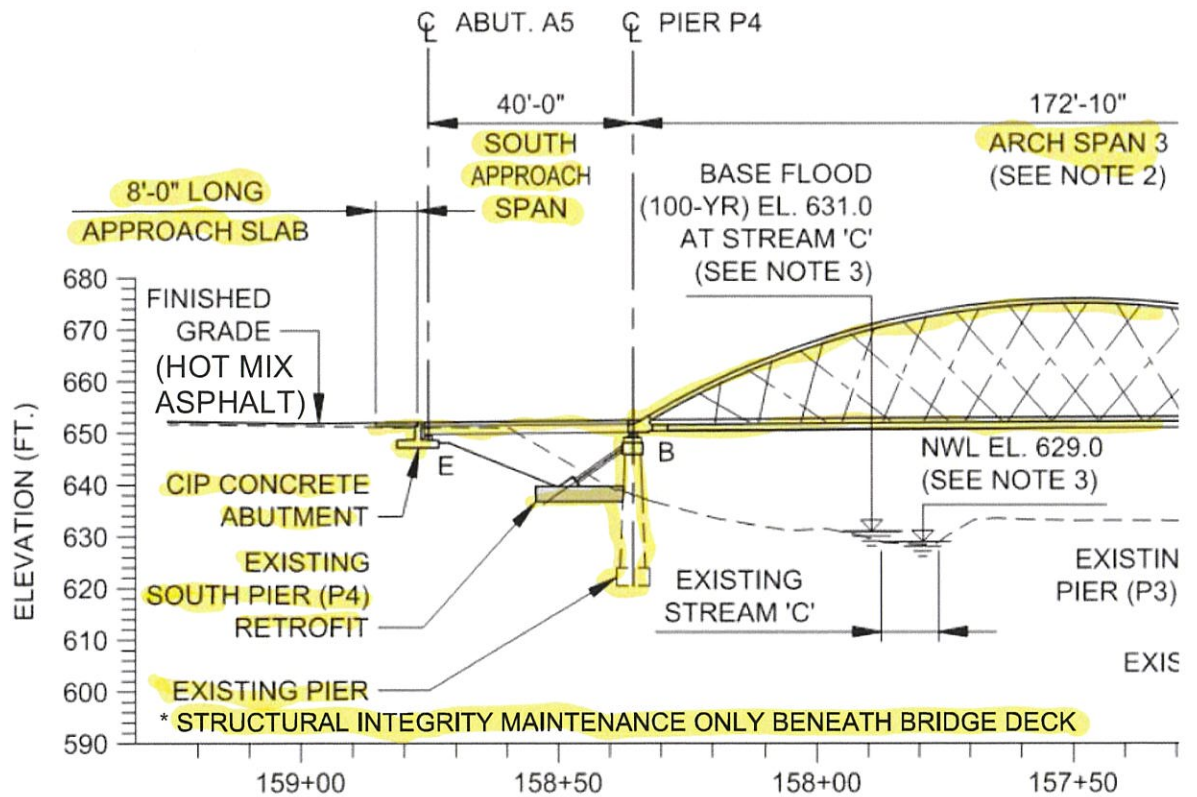 ℄ ABUT. A5
℄ PIER P4
40'-0"
172'-10"
SOUTH
APPROACH
SPAN
ARCH SPAN 3
(SEE NOTE 2)
8'-0" LONG
APPROACH SLAB
BASE FLOOD
(100-YR) EL. 631.0
AT STREAM 'C'
(SEE NOTE 3)
FINISHED
GRADE
(HOT MIX
ASPHALT)
ELEVATION (FT.)
680
670
660
650
640
630
620
610
600
590
E
B
NWL EL. 629.0
(SEE NOTE 3)
CIP CONCRETE
ABUTMENT
EXISTING
SOUTH PIER (P4)
RETROFIT
EXISTING
STREAM 'C'
EXISTIN
PIER (P3)
EXIS
EXISTING PIER
* STRUCTURAL INTEGRITY MAINTENANCE ONLY BENEATH BRIDGE DECK
159+00
158+50
158+00
157+50